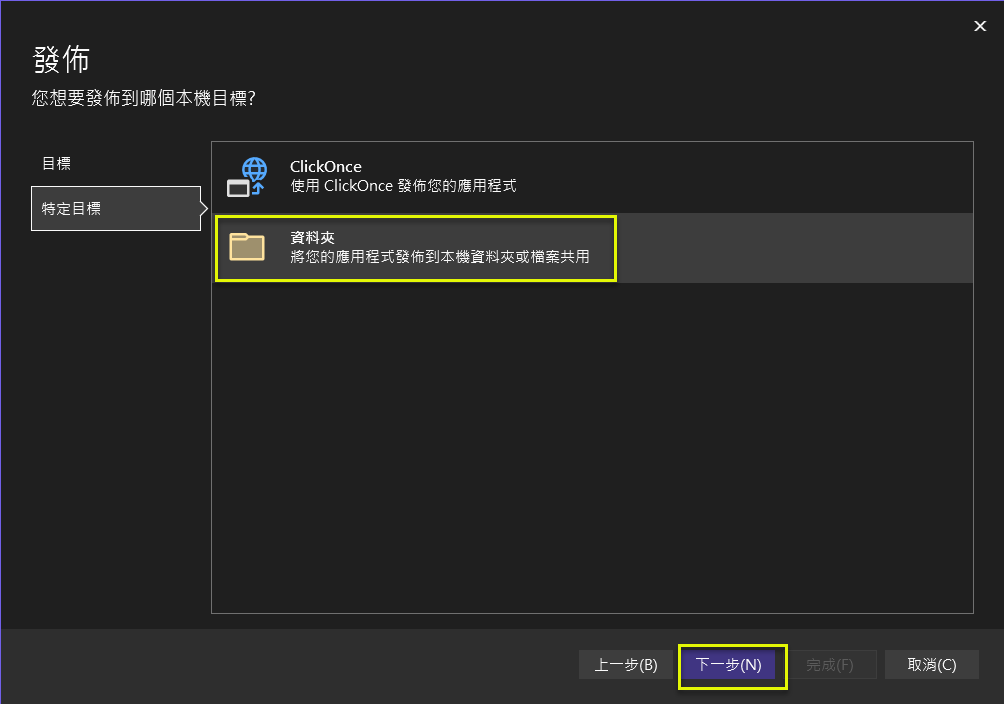 發佈
您想要發佈到哪個本機目標?
目標
特定目標
ClickOnce
使用 ClickOnce 發佈您的應用程式
資料夾
將您的應用程式發佈到本機資料夾或檔案共用
上一步(B)
下一步(N)
完成(F)
取消(C)